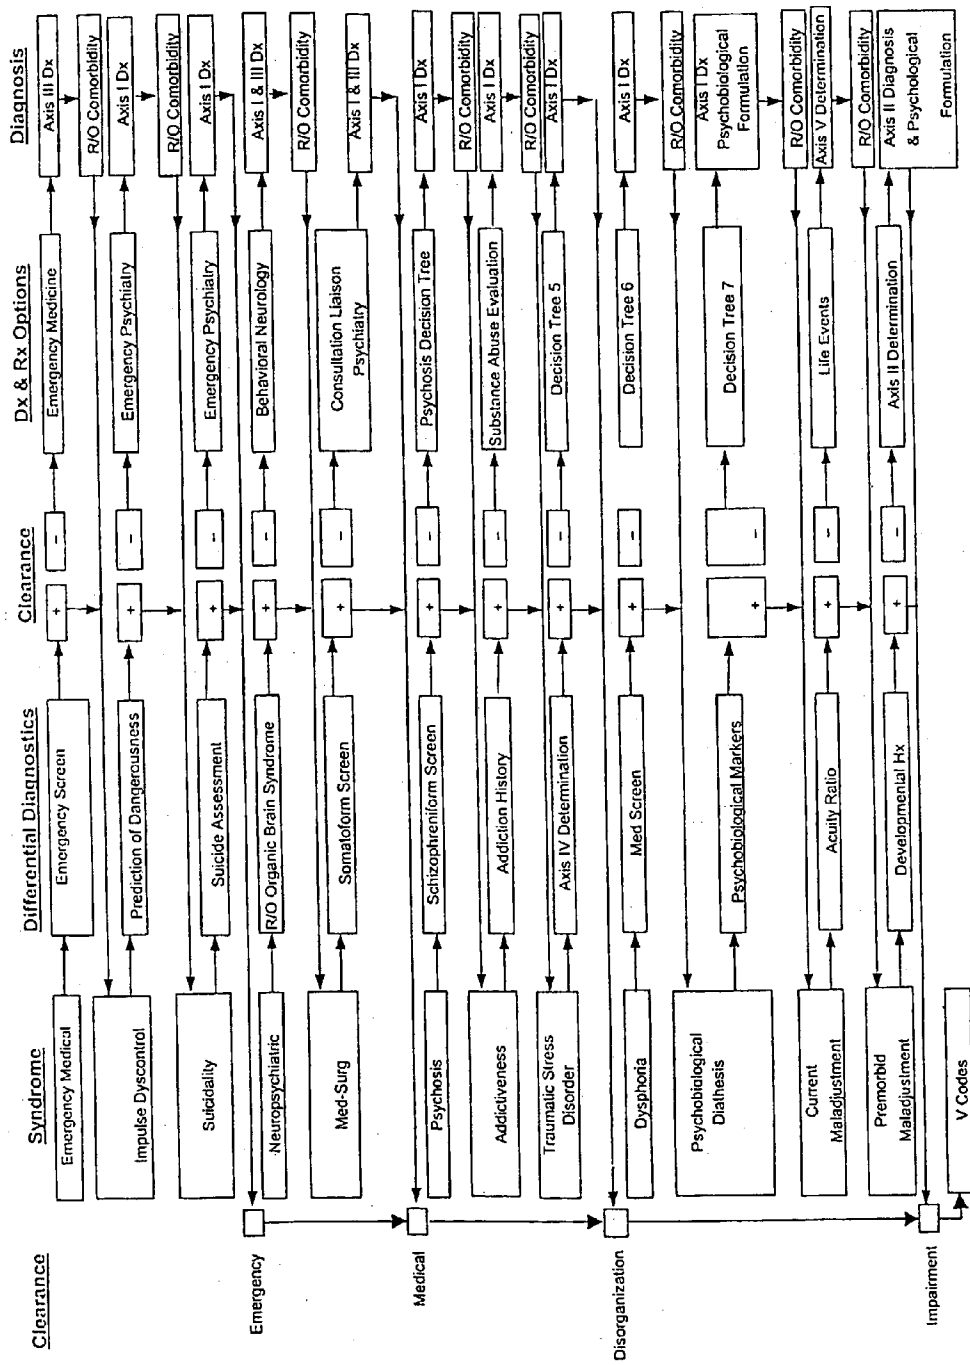 Clearance
Syndrome
Differential Diagnostics
Clearance
Dx & Rx Options
Diagnosis
Emergency Medical
Emergency Screen
+
-
Emergency Medicine
Axis III Dx
R/O Comorbidity
Impulse Dyscontrol
Prediction of Dangerousness
+
-
Emergency Psychiatry
Axis I Dx
R/O Comorbidity
Suicidality
Suicide Assessment
+
-
Emergency Psychiatry
Axis I Dx
Emergency
Neuropsychiatric
R/O Organic Brain Syndrome
+
-
Behavioral Neurology
Axis I & III Dx
R/O Comorbidity
Med-Surg
Somatoform Screen
+
-
Consultation Liaison
Psychiatry
Axis I & III Dx
Medical
Psychosis
Schizophreniform Screen
+
-
Psychosis Decision Tree
Axis I Dx
R/O Comorbidity
Addictiveness
Addiction History
+
-
Substance Abuse Evaluation
Axis I Dx
R/O Comorbidity
Traumatic Stress
Disorder
Axis IV Determination
+
-
Decision Tree 5
Axis I Dx
Disorganization
Dysphoria
Med Screen
+
-
Decision Tree 6
Axis I Dx
R/O Comorbidity
Psychobiological
Diathesis
Psychobiological Markers
+
-
Decision Tree 7
Axis I Dx
Psychobiological
Formulation
R/O Comorbidity
Current
Maladjustment
Acuity Ratio
+
-
Life Events
Axis V Determination
R/O Comorbidity
Premorbid
Maladjustment
Developmental Hx
+
-
Axis II Determination
Axis II Diagnosis
& Psychological
Formulation
Impairment
V Codes